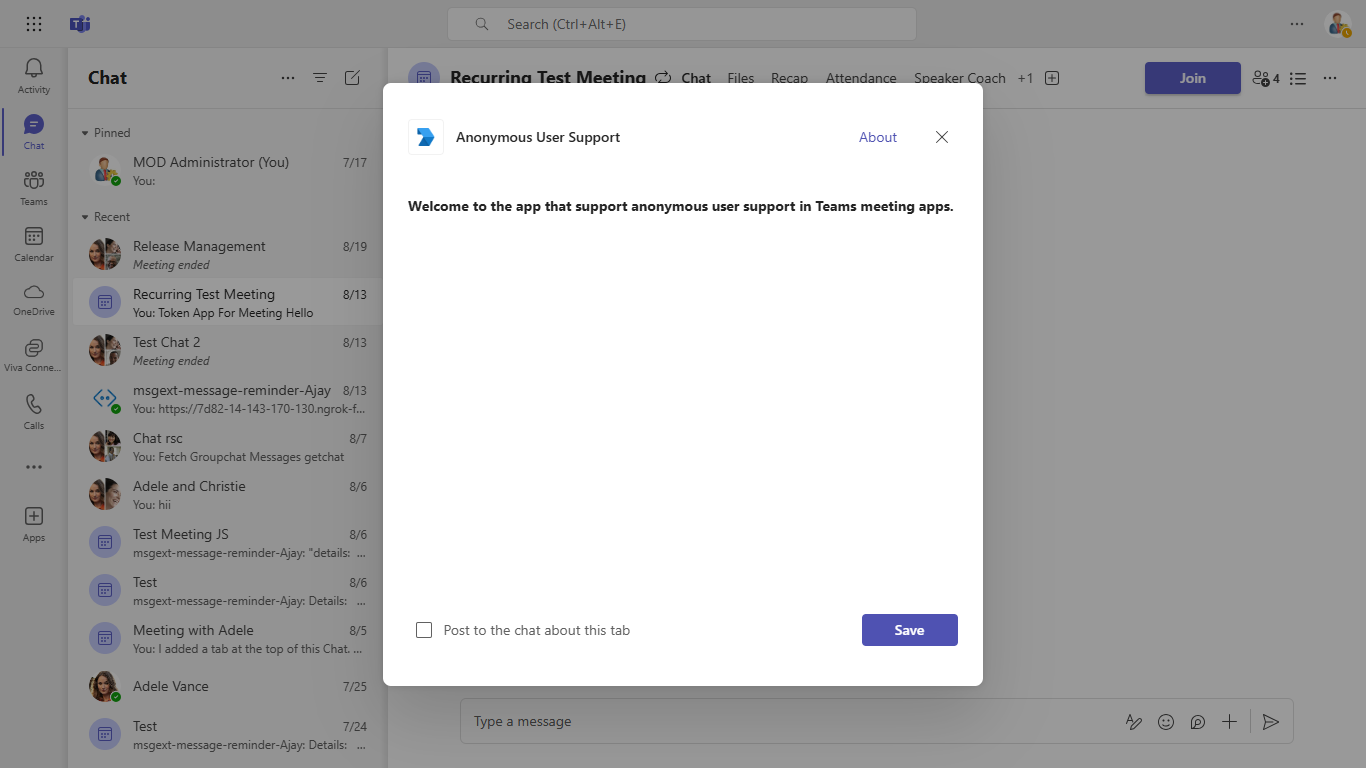 Search (Ctrl+Alt+E)
Activity
Chat
Teams
Calendar
OneDrive
Viva Conne...
Calls
Apps
Chat
Pinned
MOD Administrator (You) 7/17
You:
Recent
Release Management 8/19
Meeting ended
Recurring Test Meeting 8/13
You: Token App For Meeting Hello
Test Chat 2 8/13
Meeting ended
msgext-message-reminder-Ajay 8/13
You: https://7d82-14-143-170-130.ngrok-f...
Chat rsc 8/7
You: Fetch Groupchat Messages getchat
Adele and Christie 8/6
You: hii
Test Meeting JS 8/6
msgext-message-reminder-Ajay: "details: ...
Test 8/6
msgext-message-reminder-Ajay: Details: ...
Meeting with Adele 8/5
You: I added a tab at the top of this Chat. ...
Adele Vance 7/25
Test 7/24
msgext-message-reminder-Ajay: Details: ...
Recurring Test Meeting Chat Files Recap Attendance Speaker Coach +1 Join 4
Anonymous User Support About
Welcome to the app that support anonymous user support in Teams meeting apps.
Post to the chat about this tab Save
Type a message